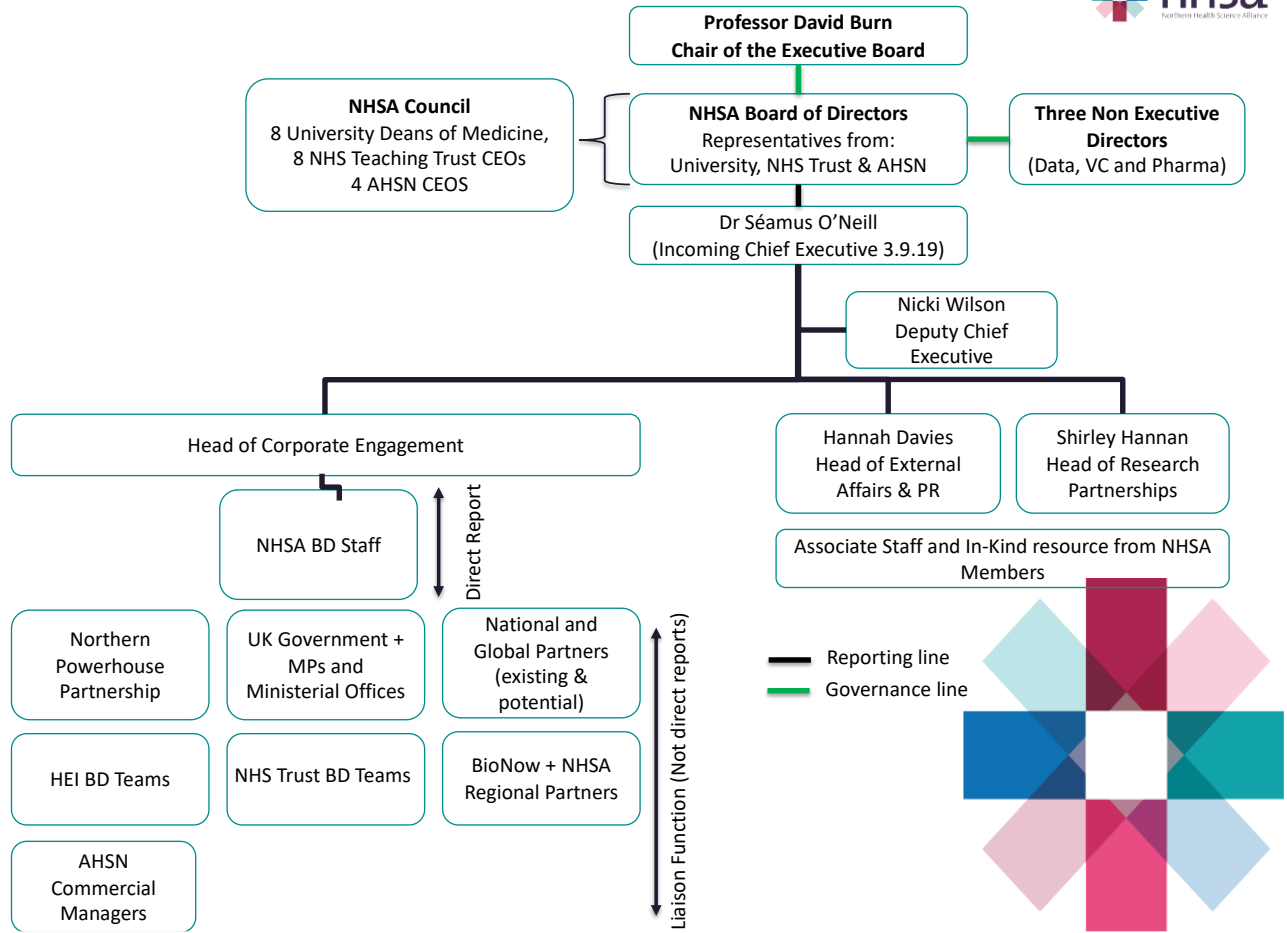 nhsa
Northern Health Science Alliance
Professor David Burn
Chair of the Executive Board
NHSA Council
8 University Deans of Medicine,
8 NHS Teaching Trust CEOs
4 AHSN CEOS
NHSA Board of Directors
Representatives from:
University, NHS Trust & AHSN
Three Non Executive
Directors
(Data, VC and Pharma)
Dr Séamus O’Neill
(Incoming Chief Executive 3.9.19)
Nicki Wilson
Deputy Chief
Executive
Head of Corporate Engagement
Hannah Davies
Head of External
Affairs & PR
Shirley Hannan
Head of Research
Partnerships
NHSA BD Staff
Direct Report
Associate Staff and In-Kind resource from NHSA
Members
Northern
Powerhouse
Partnership
UK Government +
MPs and
Ministerial Offices
National and
Global Partners
(existing &
potential)
HEI BD Teams
NHS Trust BD Teams
BioNow + NHSA
Regional Partners
AHSN
Commercial
Managers
Liaison Function (Not direct reports)
Reporting line
Governance line